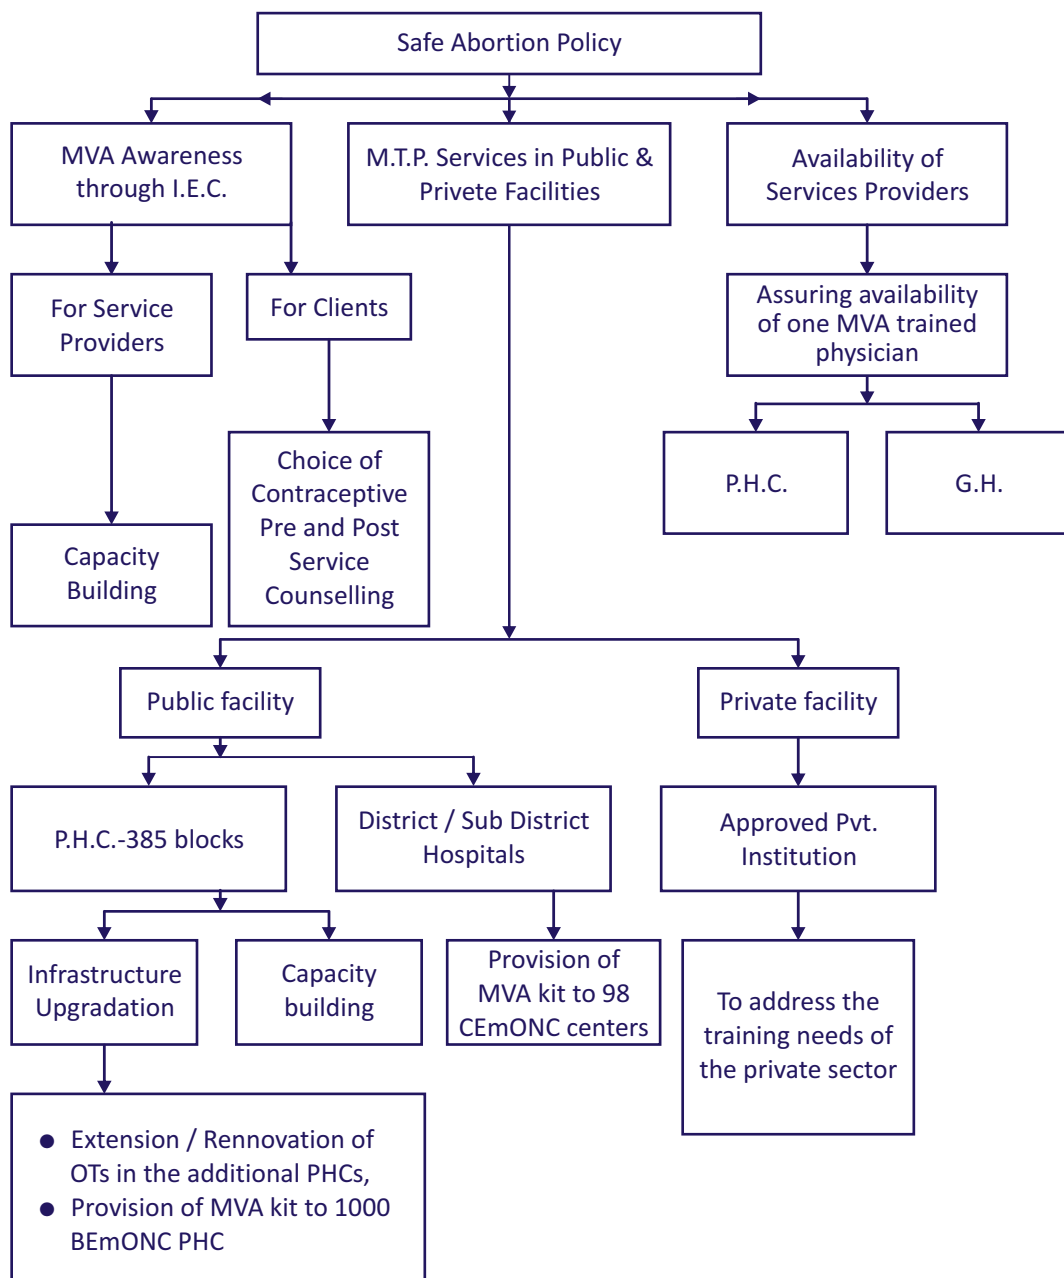 Safe Abortion Policy
MVA Awareness
through I.E.C.
M.T.P. Services in Public &
Privete Facilities
Availability of
Services Providers
For Service
Providers
For Clients
Assuring availability
of one MVA trained
physician
Choice of
Contraceptive
Pre and Post
Service
Counselling
P.H.C.
G.H.
Capacity
Building
Public facility
Private facility
P.H.C.-385 blocks
District / Sub District
Hospitals
Approved Pvt.
Institution
Infrastructure
Upgradation
Capacity
building
Provision of
MVA kit to 98
CEmONC centers
To address the
training needs of
the private sector
● Extension / Rennovation of
OTs in the additional PHCs,
● Provision of MVA kit to 1000
BEmONC PHC